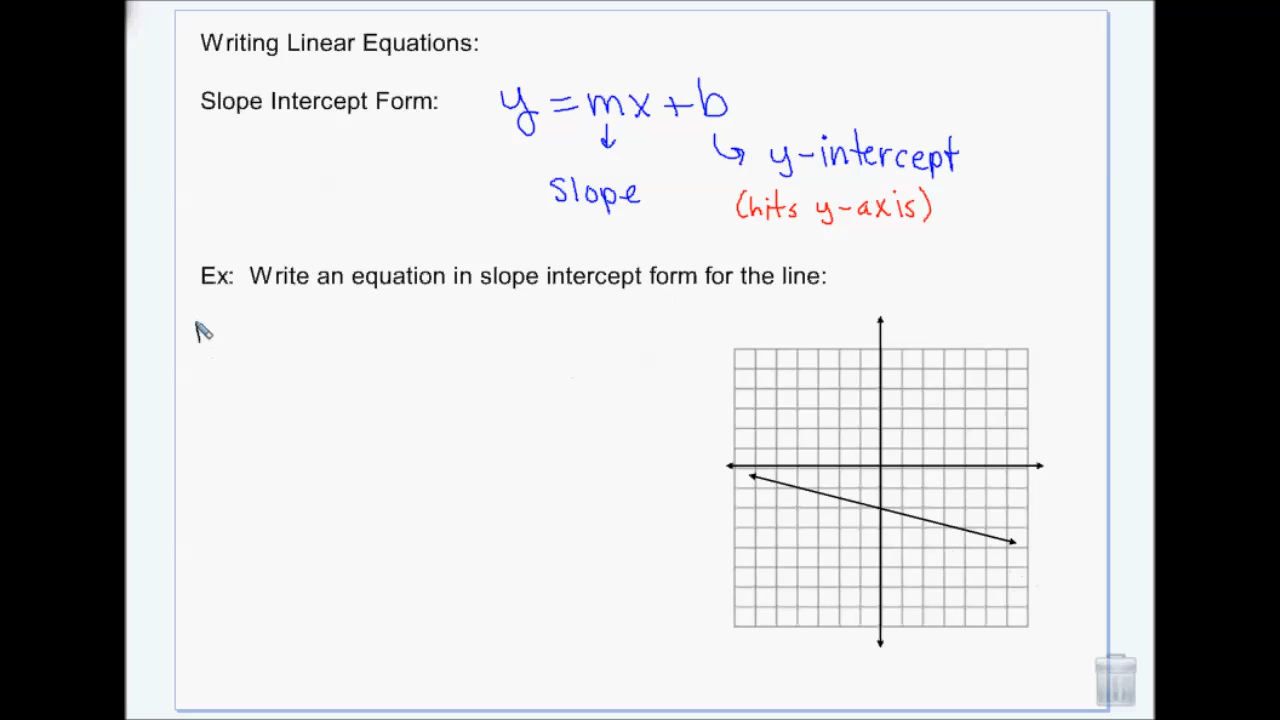 Writing Linear Equations:
Slope Intercept Form: y = mx + b
y-intercept
slope
(hits y-axis)
Ex: Write an equation in slope intercept form for the line: